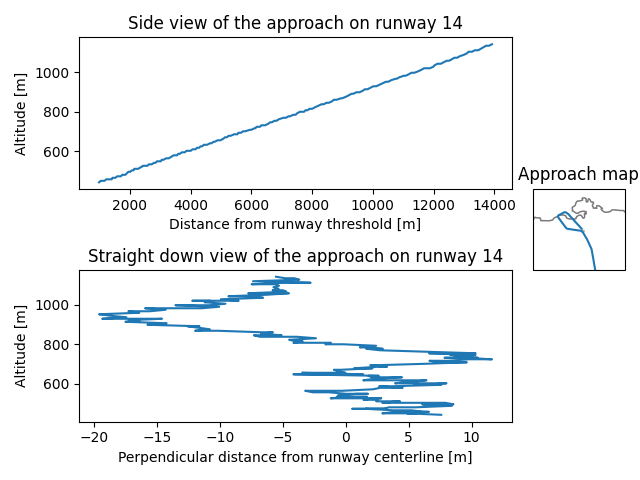 Side view of the approach on runway 14
Altitude [m]
1000
800
600
2000 4000 6000 8000 10000 12000 14000
Distance from runway threshold [m]
Approach map
Straight down view of the approach on runway 14
Altitude [m]
1000
800
600
−20 −15 −10 −5 0 5 10
Perpendicular distance from runway centerline [m]